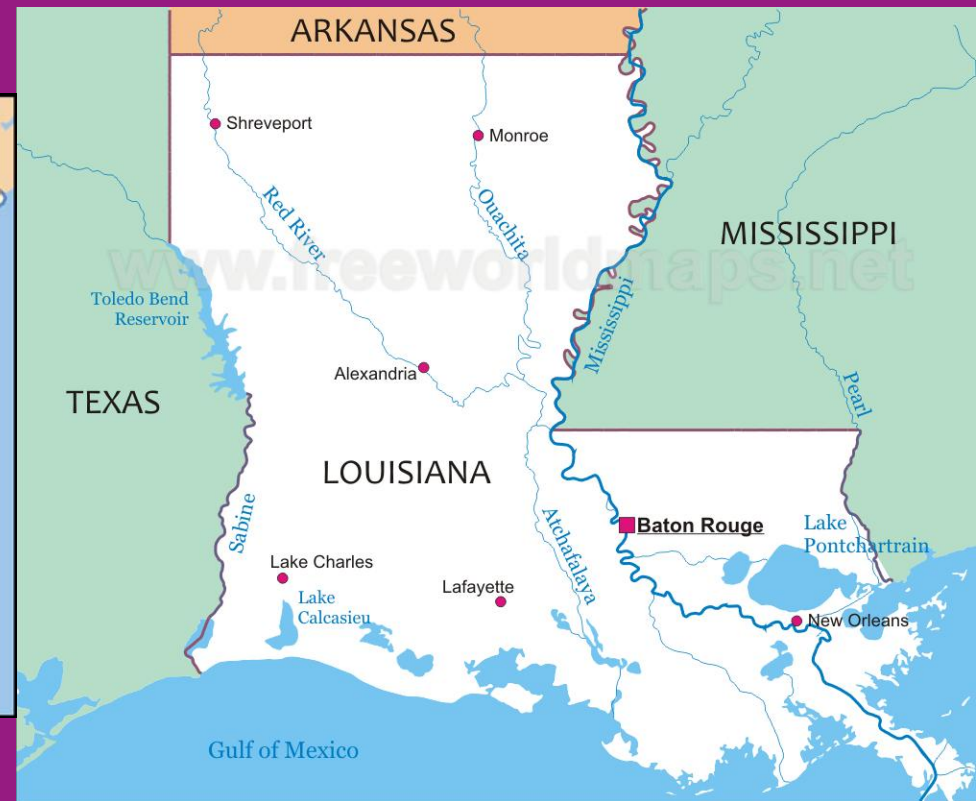 ARKANSAS
Shreveport
Monroe
Red River
Ouachita
MISSISSIPPI
www.freeworldmaps.net
Toledo Bend
Reservoir
Mississippi
Alexandria
Pearl
TEXAS
LOUISIANA
Sabine
Atchafalaya
Baton Rouge
Lake
Pontchartrain
Lake Charles
Lafayette
Lake
Calcasieu
New Orleans
Gulf of Mexico